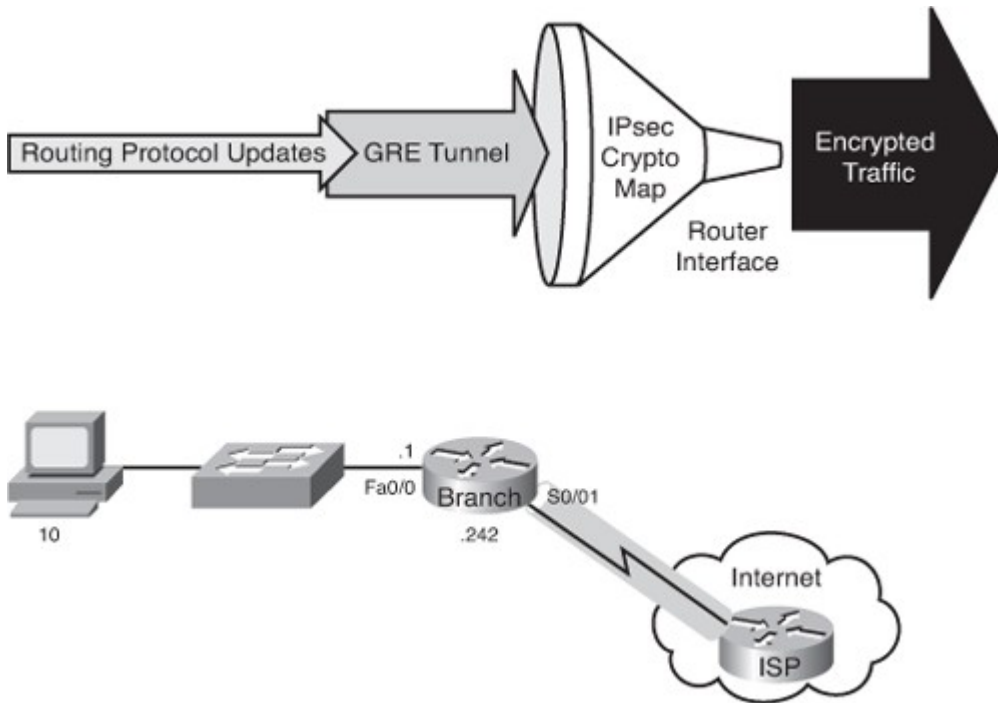 Routing Protocol Updates
GRE Tunnel
IPsec
Crypto
Map
Router
Interface
Encrypted
Traffic
.1
Fa0/0
Branch
S0/01
10
.242
Internet
ISP